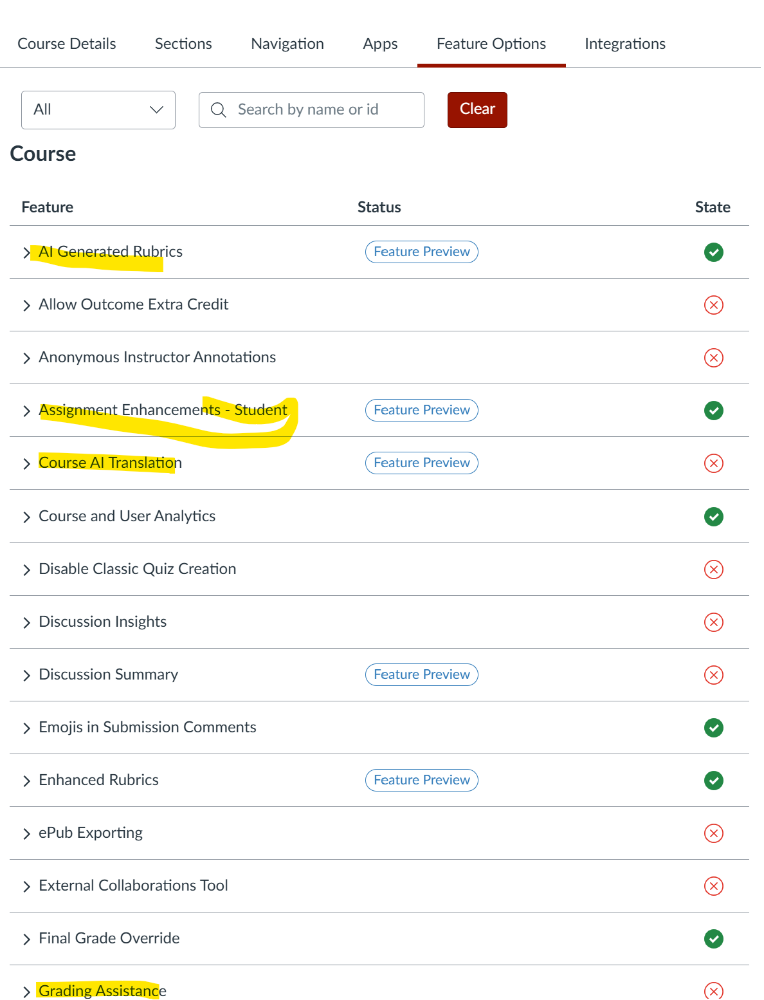 Course Details Sections Navigation Apps Feature Options Integrations
All Search by name or id Clear
Course
Feature Status State
AI Generated Rubrics Feature Preview
Allow Outcome Extra Credit
Anonymous Instructor Annotations
Assignment Enhancements - Student Feature Preview
Course AI Translation Feature Preview
Course and User Analytics
Disable Classic Quiz Creation
Discussion Insights
Discussion Summary Feature Preview
Emojis in Submission Comments
Enhanced Rubrics Feature Preview
ePub Exporting
External Collaborations Tool
Final Grade Override
Grading Assistance